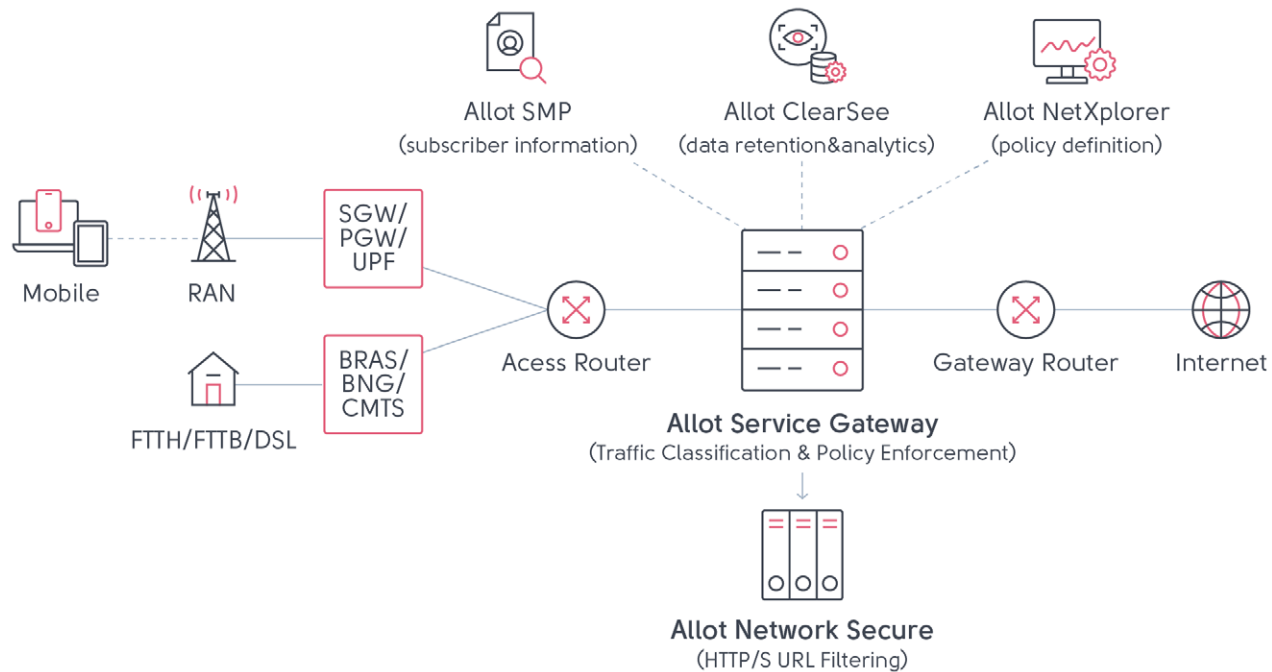 Allot SMP
(subscriber information)
Allot ClearSee
(data retention&analytics)
Allot NetXplorer
(policy definition)
Mobile
RAN
SGW/
PGW/
UPF
FTTH/FTTB/DSL
BRAS/
BNG/
CMTS
Acess Router
Allot Service Gateway
(Traffic Classification & Policy Enforcement)
Gateway Router
Internet
Allot Network Secure
(HTTP/S URL Filtering)